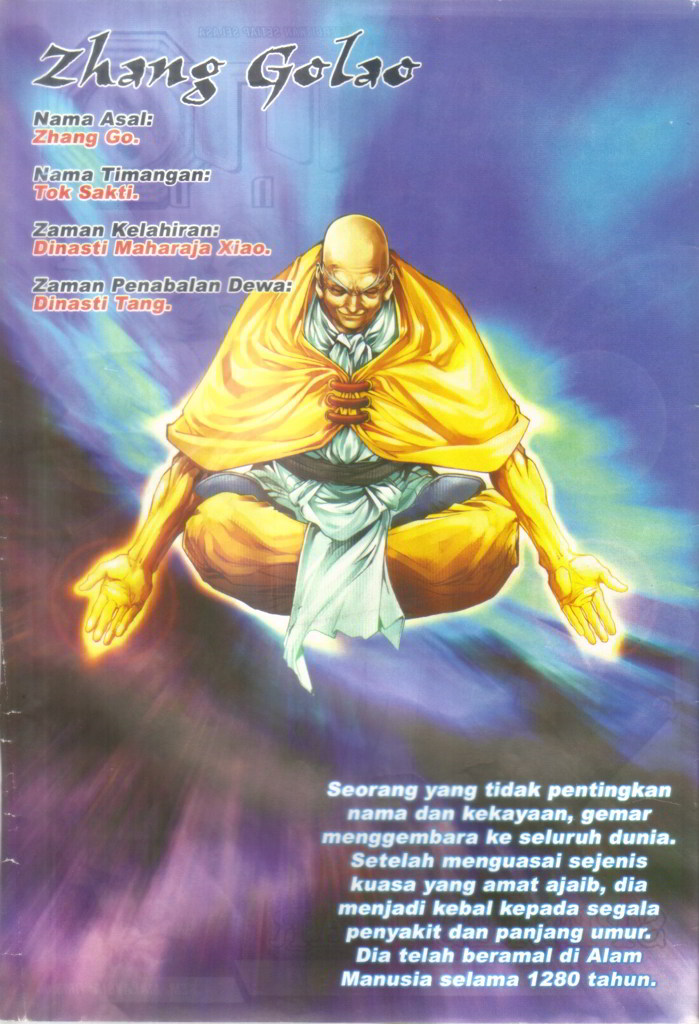 Zhang Golao
Nama Asal:
Zhang Go.
Nama Timangan:
Tok Sakti.
Zaman Kelahiran:
Dinasti Maharaja Xiao.
Zaman Penabalan Dewa:
Dinasti Tang.
Seorang yang tidak pentingkan
nama dan kekayaan, gemar
menggembara ke seluruh dunia.
Setelah menguasai sejenis
kuasa yang amat ajaib, dia
menjadi kebal kepada segala
penyakit dan panjang umur.
Dia telah beramal di Alam
Manusia selama 1280 tahun.